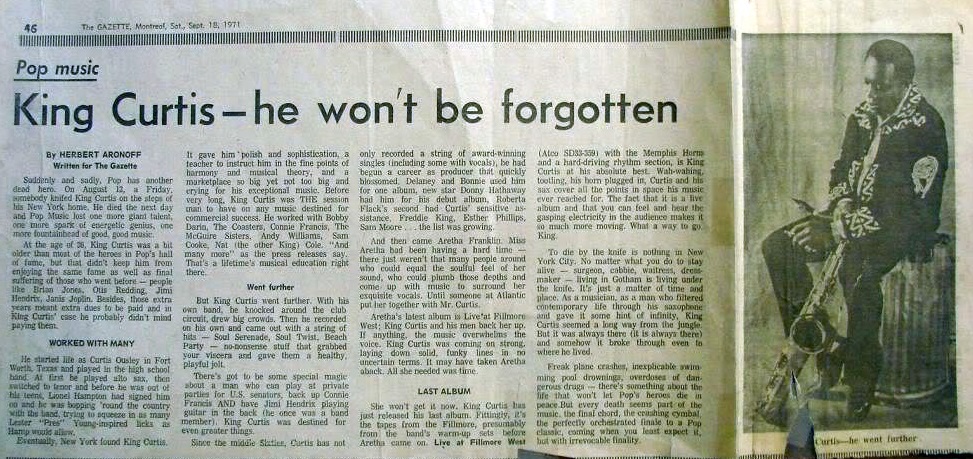 46
The GAZETTE, Montreal, Sat., Sept. 18, 1971
Pop music
King Curtis—he won't be forgotten
By HERBERT ARONOFF
Written for The Gazette
Suddenly and sadly, Pop has another
dead hero. On August 13, a Friday,
somebody knifed King Curtis on the steps of
his New York home. He died the next day
and Pop Music lost one more giant talent,
one more spark of energetic genius, one
more fountainhead of good, good music.
At the age of 36, King Curtis was a bit
older than most of the heroes in Pop's hall
of fame, but that didn't keep him from
enjoying the same fame as well as final
suffering of those who went before — people
like Brian Jones, Otis Redding, Jimi
Hendrix, Janis Joplin. Besides, those extra
years meant extra dues to be paid and in
King Curtis' case he probably didn't mind
paying them.
WORKED WITH MANY
He started life as Curtis Ousley in Fort
Worth, Texas and played in the high school
band. At first he played alto sax, then
switched to tenor and before he was out of
his teens, Lionel Hampton had signed him
on and he was bopping 'round the country
with the band, trying to squeeze in as many
Lester "Pres" Young-inspired licks as
Hamp would allow.
Eventually, New York found King Curtis.
It gave him polish and sophistication, a
teacher to instruct him in the fine points of
harmony and musical theory, and a
marketplace so big yet not too big and
crying for his exceptional music. Before
very long, King Curtis was THE session
man to have on any music destined for
commercial success. He worked with Bobby
Darin, The Coasters, Connie Francis, The
McGuire Sisters, Andy Williams, Sam
Cooke, Nat (the other King) Cole. "And
many more" as the press releases say.
That's a lifetime's musical education right
there.
Went further
But King Curtis went further. With his
own band, he knocked around the club
circuit, drew big crowds. Then he recorded
on his own and came out with a string of
hits — Soul Serenade, Soul Twist, Beach
Party — no-nonsense stuff that grabbed
your viscera and gave them a healthy,
playful jolt.
There's got to be some special magic
about a man who can play at private
parties for U.S. senators, back up Connie
Francis AND have Jimi Hendrix playing
guitar in the back (he once was a band
member). King Curtis was destined for
even greater things.
Since the middle Sixties, Curtis has not
only recorded a string of award-winning
singles (including some with vocals), he had
begun a career as producer that quickly
blossomed. Delaney and Bonnie used him
for one album, new star Donny Hathaway
had him for his debut album, Roberta
Flack's second had Curtis' sensitive as-
sistance. Freddie King, Esther Phillips,
Sam Moore . . . the list was growing.
And then came Aretha Franklin. Miss
Aretha had been having a hard time —
there just weren't that many people around
who could equal the soulful feel of her
sound, who could plumb those depths and
come up with music to surround her
exquisite vocals. Until someone at Atlantic
put her together with Mr. Curtis.
Aretha's latest album is Live at Fillmore
West; King Curtis and his men back her up.
If anything, the music overwhelms the
voice. King Curtis was coming on strong,
laying down solid, funky lines in no
uncertain terms. It may have taken Aretha
aback. All she needed was time.
LAST ALBUM
She won't get it now. King Curtis has
just released his last album. Fittingly, it's
the tapes from the Fillmore, presumably
from the band's warm-up sets before
Aretha came on. Live at Fillmore West
(Atco SD33-359) with the Memphis Horns
and a hard-driving rhythm section, is King
Curtis at his absolute best. Wah-wahing,
tootling, his horn plugged in, Curtis and his
sax cover all the points in space his music
ever reached for. The fact that it is a live
album and that you can feel and hear the
gasping electricity in the audience makes it
so much more moving. What a way to go
King.
To die by the knife is nothing in New
York City. No matter what you do to stay
alive — surgeon, cabbie, waitress, dress-
maker — living in Gotham is living under
the knife. It's just a matter of time and
place. As a musician, as a man who filtered
contemporary life through his saxophone
and gave it some hint of infinity, King
Curtis seemed a long way from the jungle.
But it was always there (it is always there)
and somehow it broke through even to
where he lived.
Freak plane crashes, inexplicable swim-
ming pool drownings, overdoses of dan-
gerous drugs — there's something about the
life that won't let Pop's heroes die in
peace. But every death seems part of the
music, the final chord, the crashing cymbal,
the perfectly orchestrated finale to a Pop
classic, coming when you least expect it,
but with irrevocable finality.
Curtis—he went further